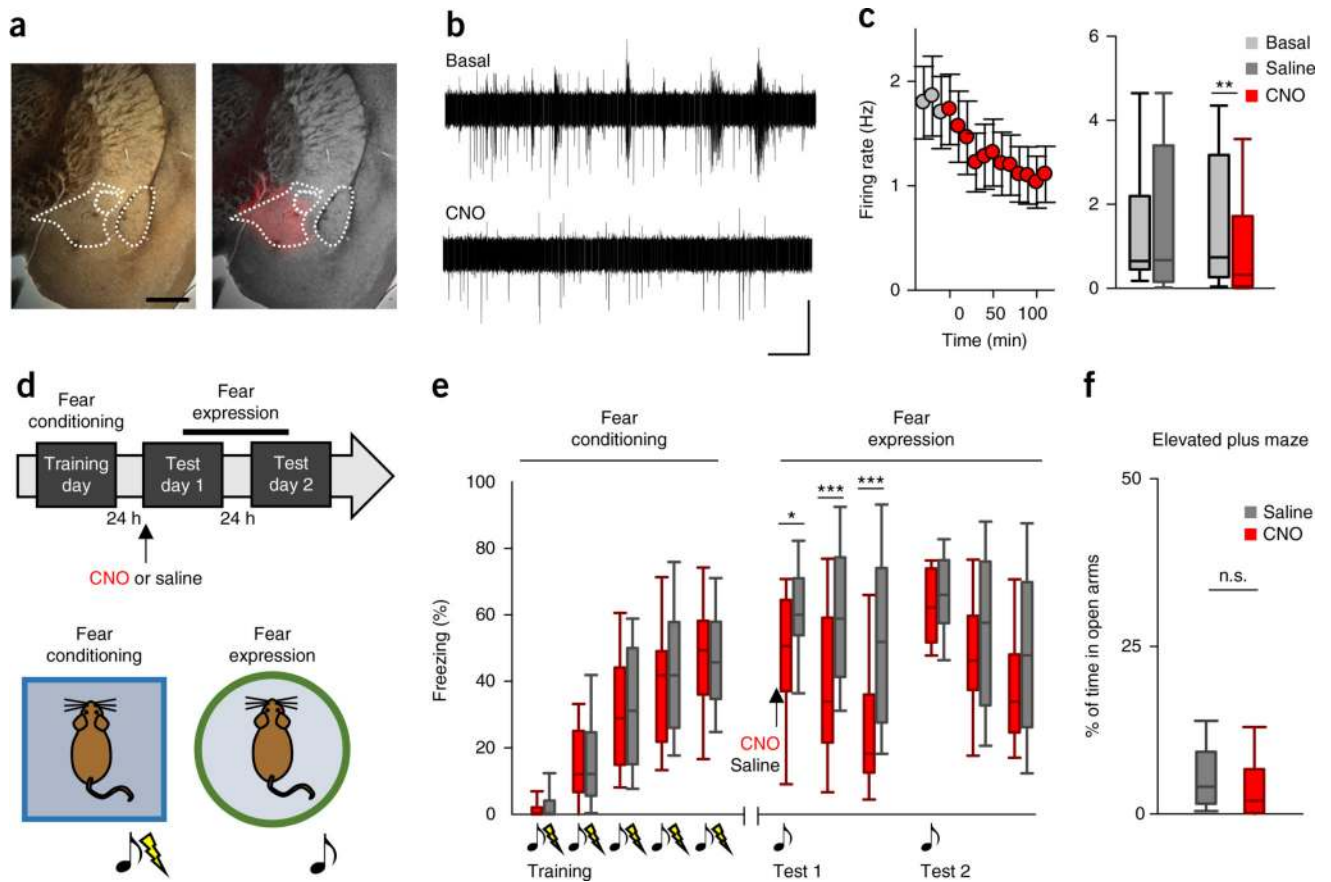 a
b
Basal
CNO
c
Firing rate (Hz)
2
1
0
0 50 100
Time (min)
6
4
2
0
Basal
Saline
CNO
**
d
Fear
conditioning
Fear
expression
Training
day
Test
day 1
Test
day 2
24 h
24 h
CNO or saline
Fear
conditioning
Fear
expression
e
Fear
conditioning
Fear
expression
Freezing (%)
100
80
60
40
20
0
*
***
***
CNO
Saline
Training
Test 1
Test 2
f
Elevated plus maze
% of time in open arms
50
25
0
Saline
CNO
n.s.